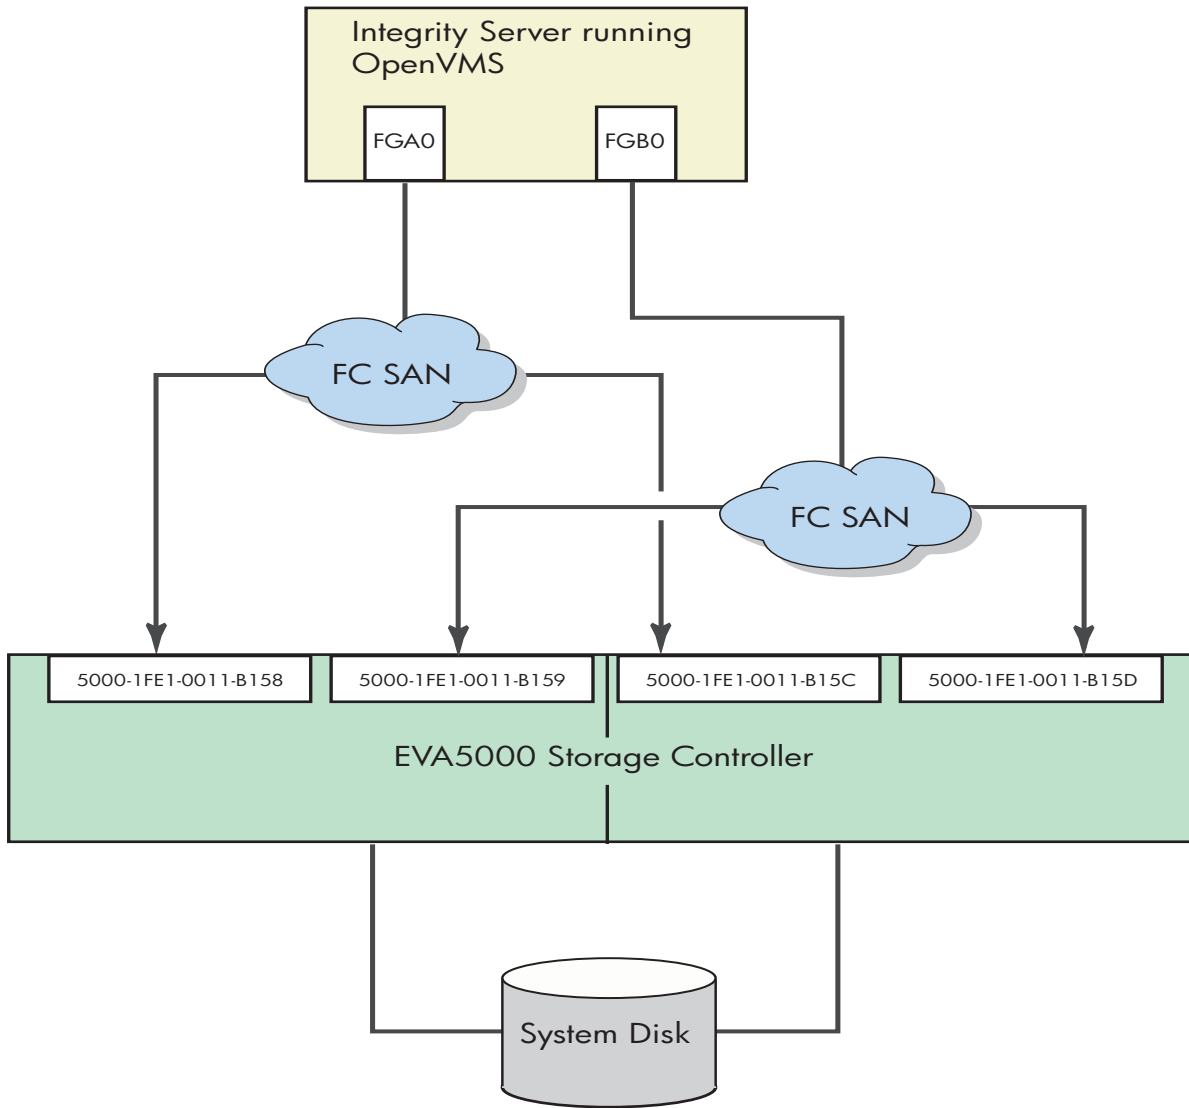 Integrity Server running
OpenVMS
FGA0
FGB0
FC SAN
FC SAN
5000-1FE1-0011-B158
5000-1FE1-0011-B159
5000-1FE1-0011-B15C
5000-1FE1-0011-B15D
EVA5000 Storage Controller
System Disk